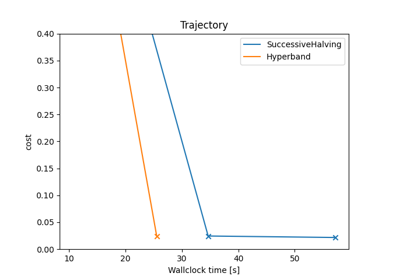 Trajectory
0.40
0.35
0.30
0.25
0.20
0.15
0.10
0.05
0.00
cost
SuccessiveHalving
Hyperband
10 20 30 40 50
Wallclock time [s]